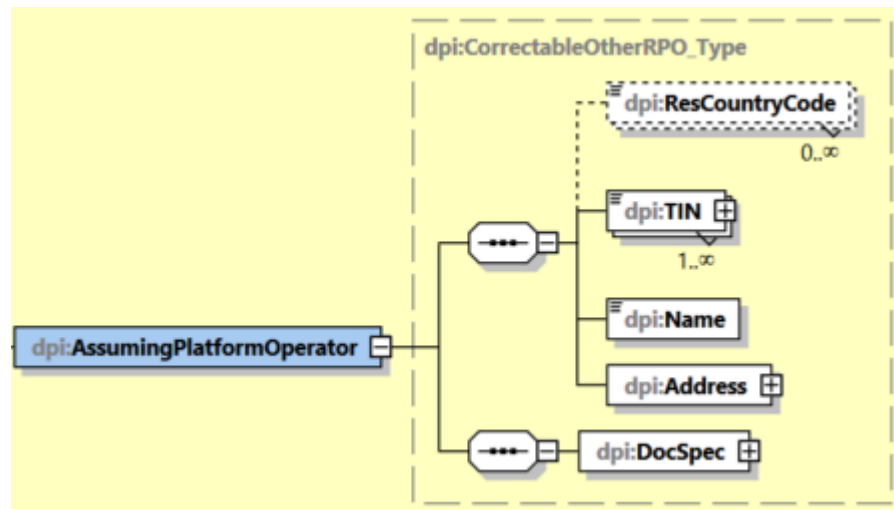 dpi:CorrectableOtherRPO_Type
dpi:ResCountryCode
0..∞
dpi:TIN
1..∞
dpi:Name
dpi:AssumingPlatformOperator
dpi:Address
dpi:DocSpec